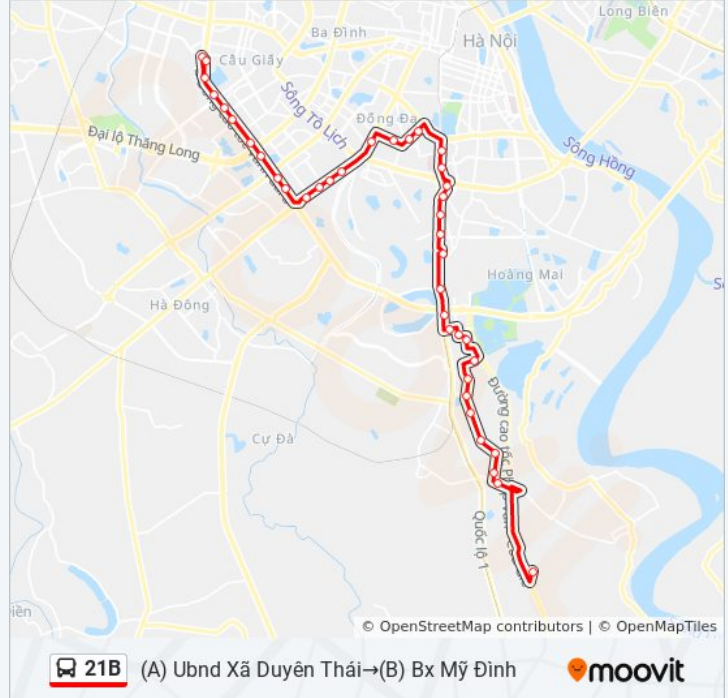 Long Biên
Ba Đình
Hà Nội
Cầu Giấy
Sông Tô Lịch
Đống Đa
Đại lộ Thăng Long
Sông Hồng
Hoàng Mai
Hà Đông
Đường cao tốc
Cự Đà
Quốc lộ 1
© OpenStreetMap contributors | © OpenMapTiles
21B (A) Ubnd Xã Duyên Thái→(B) Bx Mỹ Đình moovit